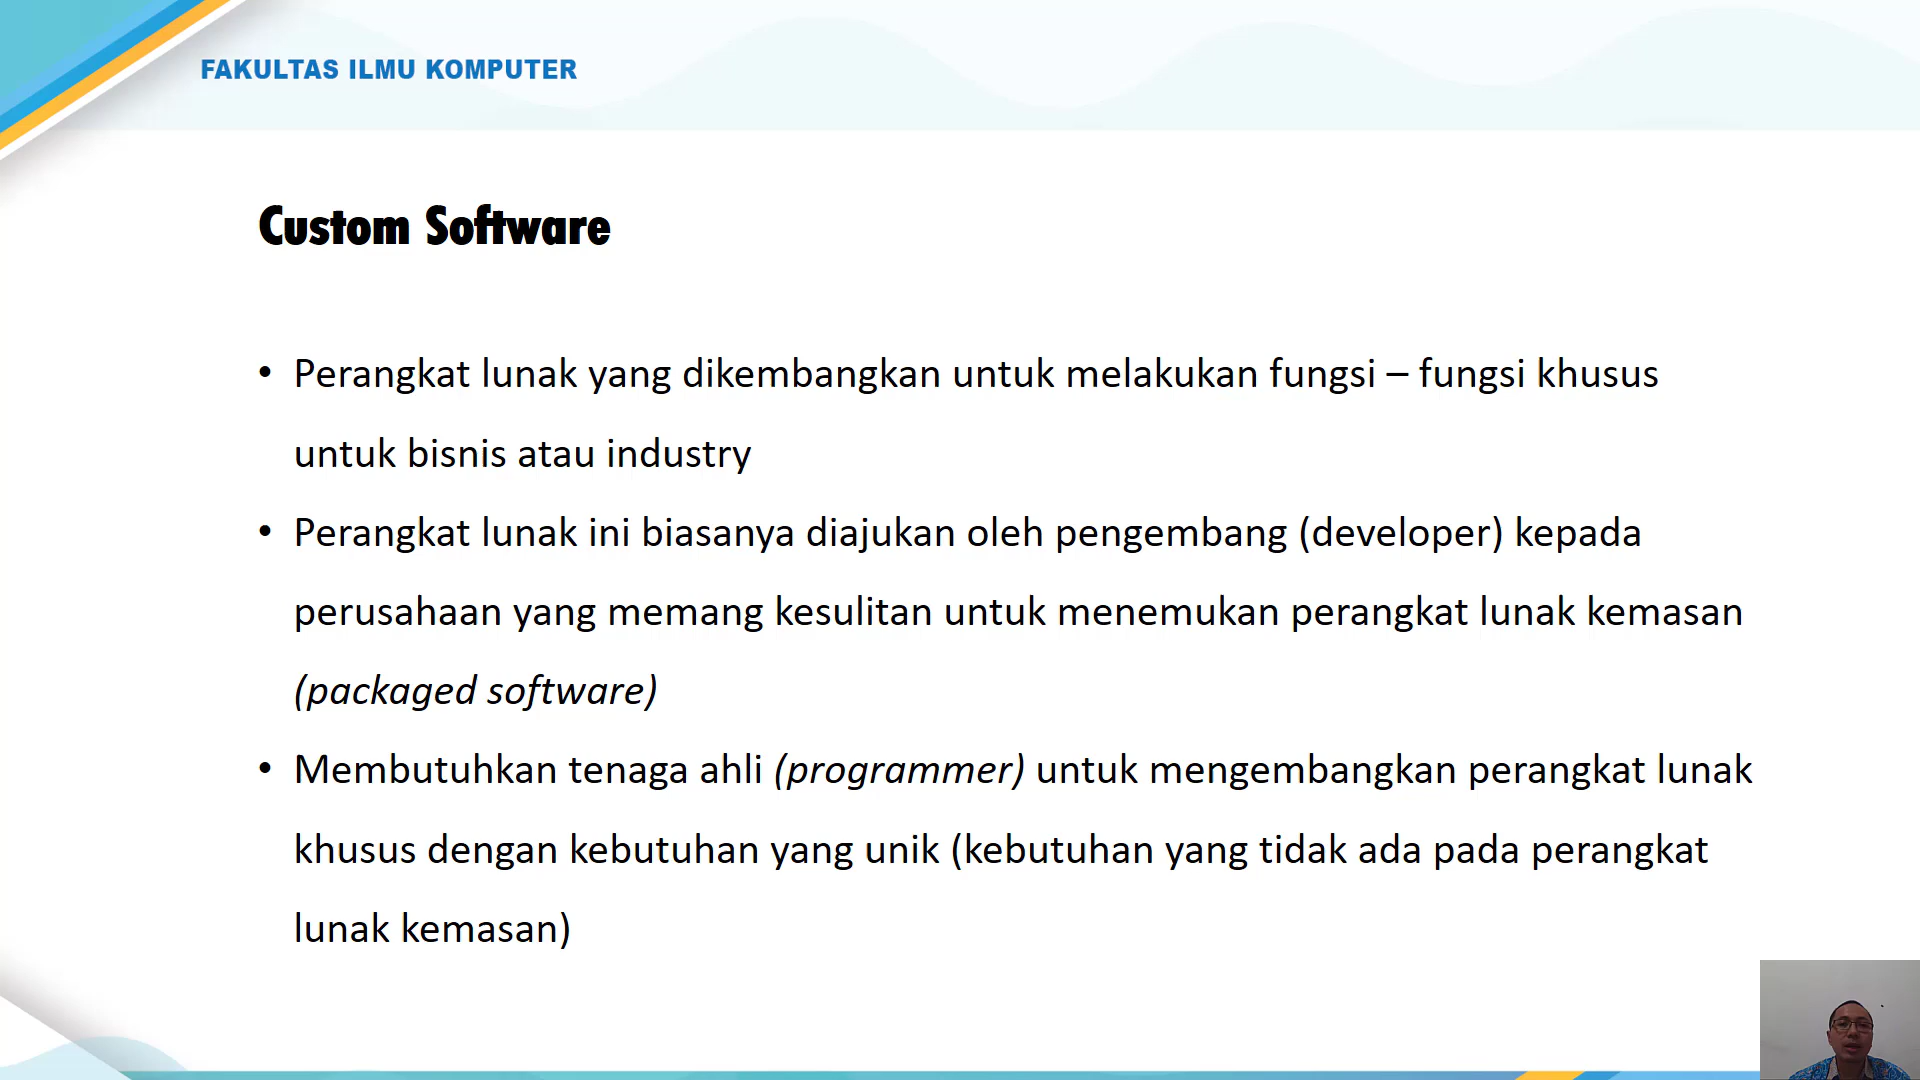 FAKULTAS ILMU KOMPUTER
Custom Software
• Perangkat lunak yang dikembangkan untuk melakukan fungsi – fungsi khusus
untuk bisnis atau industry
• Perangkat lunak ini biasanya diajukan oleh pengembang (developer) kepada
perusahaan yang memang kesulitan untuk menemukan perangkat lunak kemasan
(packaged software)
• Membutuhkan tenaga ahli (programmer) untuk mengembangkan perangkat lunak
khusus dengan kebutuhan yang unik (kebutuhan yang tidak ada pada perangkat
lunak kemasan)